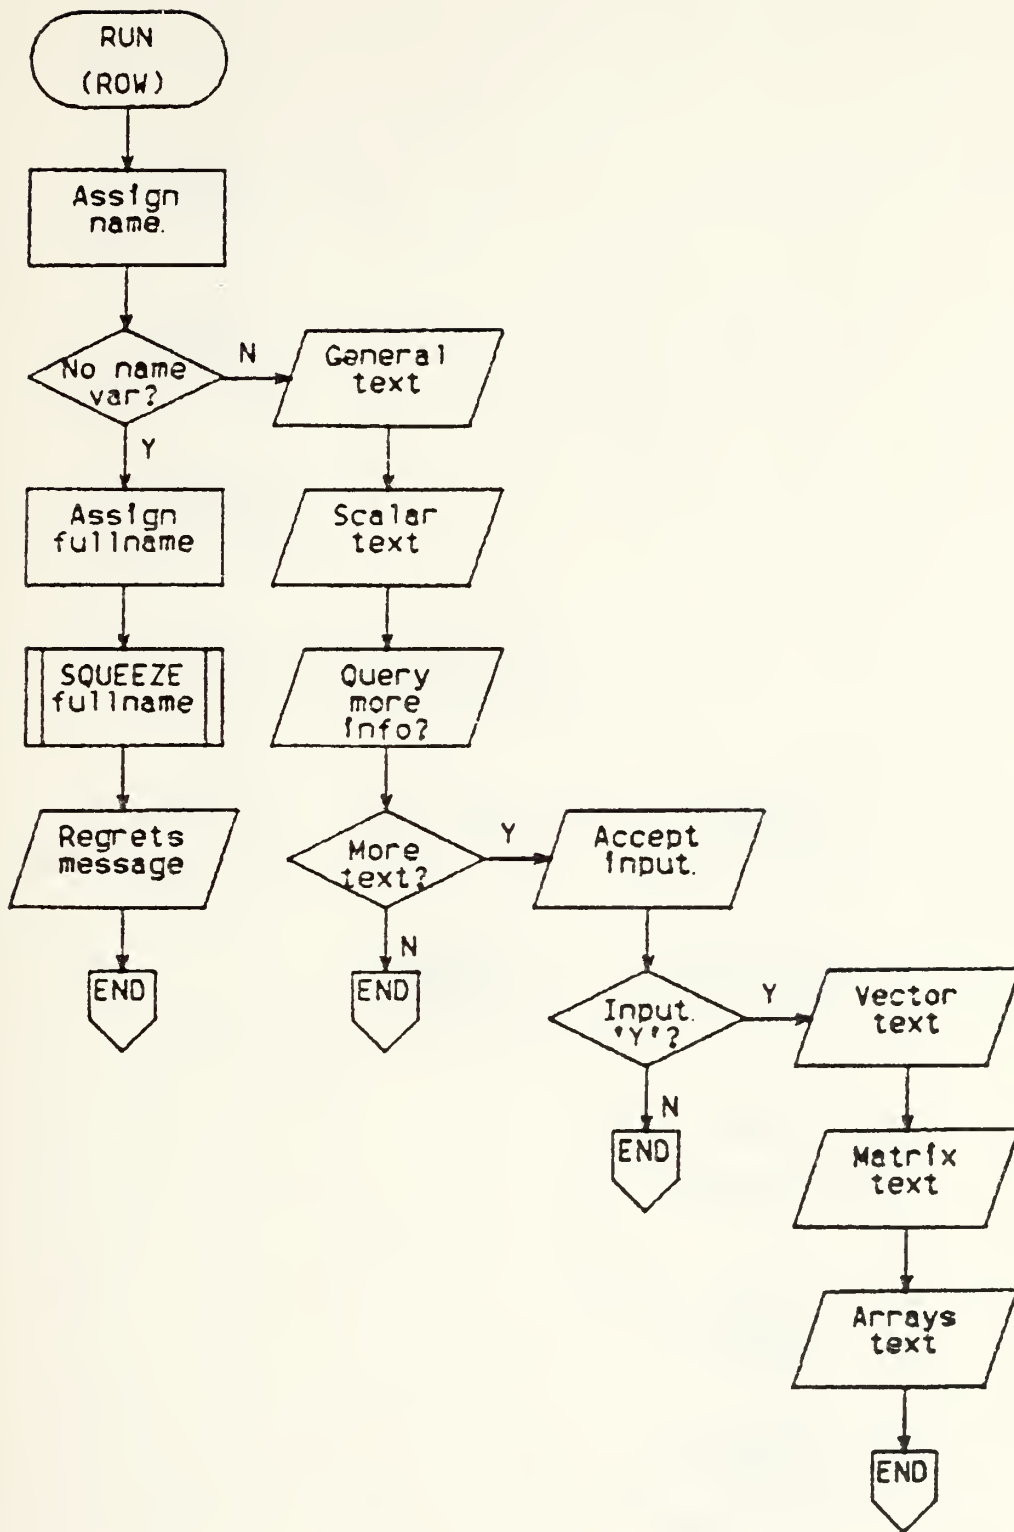 RUN
(ROW)
Assign
name.
No name
var?
N
Y
General
text
Assign
fullname
Scalar
text
SQUEEZE
fullname
Query
more
info?
Regrets
message
More
text?
Y
N
Accept
input.
END
END
Input
'Y'?
Y
N
Vector
text
END
Matrix
text
Arrays
text
END